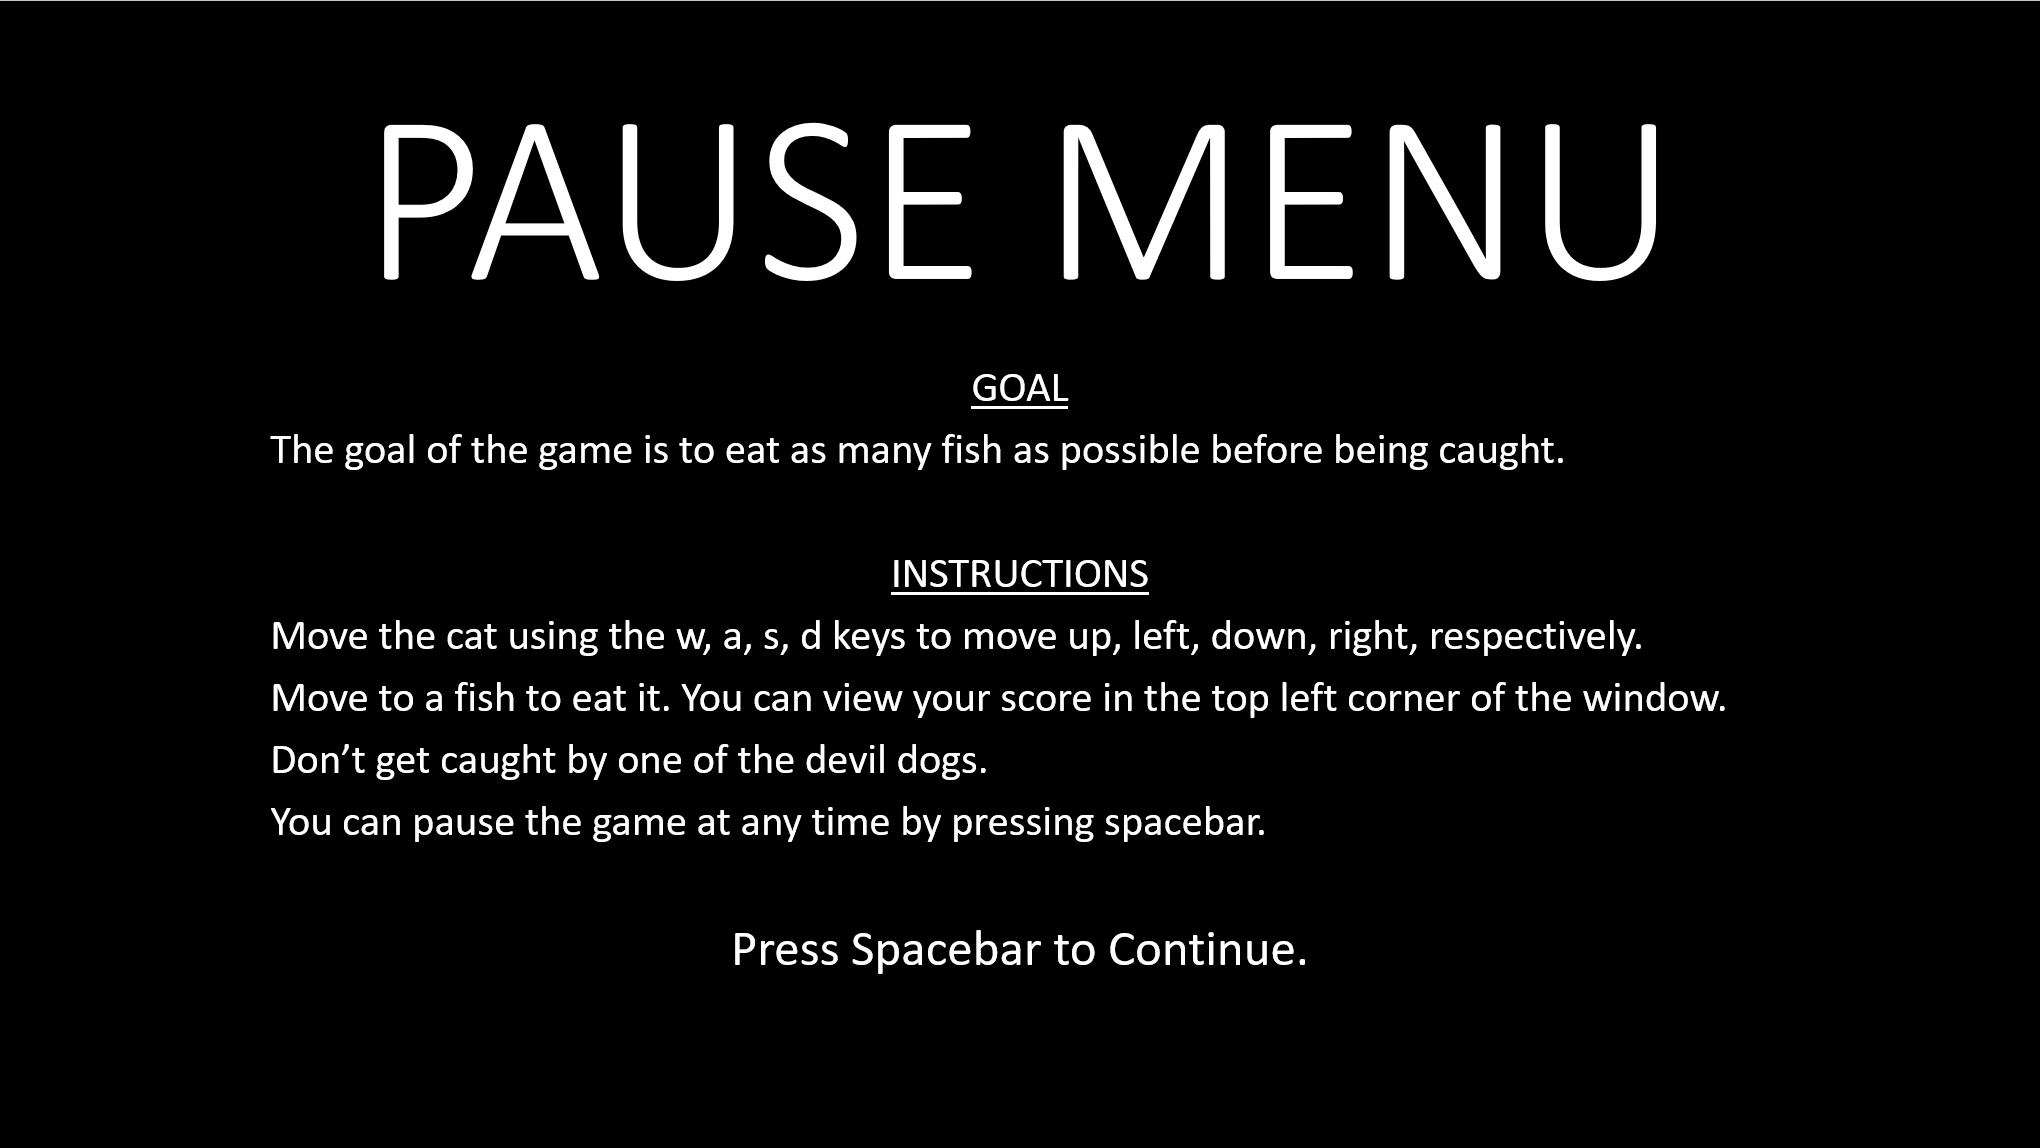 PAUSE MENU
GOAL
The goal of the game is to eat as many fish as possible before being caught.
INSTRUCTIONS
Move the cat using the w, a, s, d keys to move up, left, down, right, respectively.
Move to a fish to eat it. You can view your score in the top left corner of the window.
Don’t get caught by one of the devil dogs.
You can pause the game at any time by pressing spacebar.
Press Spacebar to Continue.